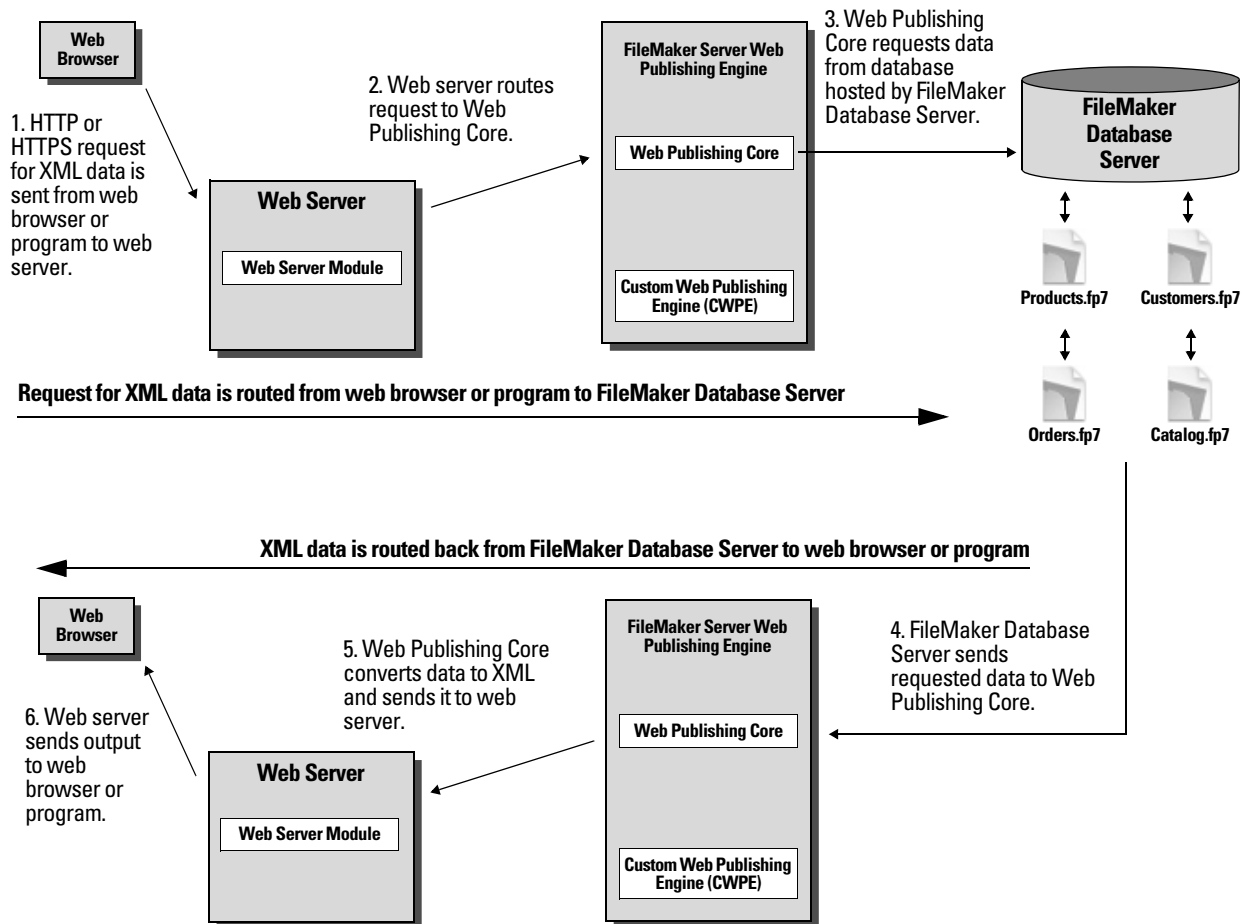 Web
Browser
1. HTTP or
HTTPS request
for XML data is
sent from web
browser or
program to web
server.
Web Server
Web Server Module
2. Web server routes
request to Web
Publishing Core.
FileMaker Server Web
Publishing Engine
Web Publishing Core
Custom Web Publishing
Engine (CWPE)
3. Web Publishing
Core requests data
from database
hosted by FileMaker
Database Server.
FileMaker
Database
Server
Products.fp7
Customers.fp7
Orders.fp7
Catalog.fp7
Request for XML data is routed from web browser or program to FileMaker Database Server
XML data is routed back from FileMaker Database Server to web browser or program
4. FileMaker Database
Server sends
requested data to Web
Publishing Core.
FileMaker Server Web
Publishing Engine
Web Publishing Core
Custom Web Publishing
Engine (CWPE)
5. Web Publishing Core
converts data to XML
and sends it to web
server.
Web Server
Web Server Module
6. Web server
sends output
to web
browser or
program.
Web
Browser